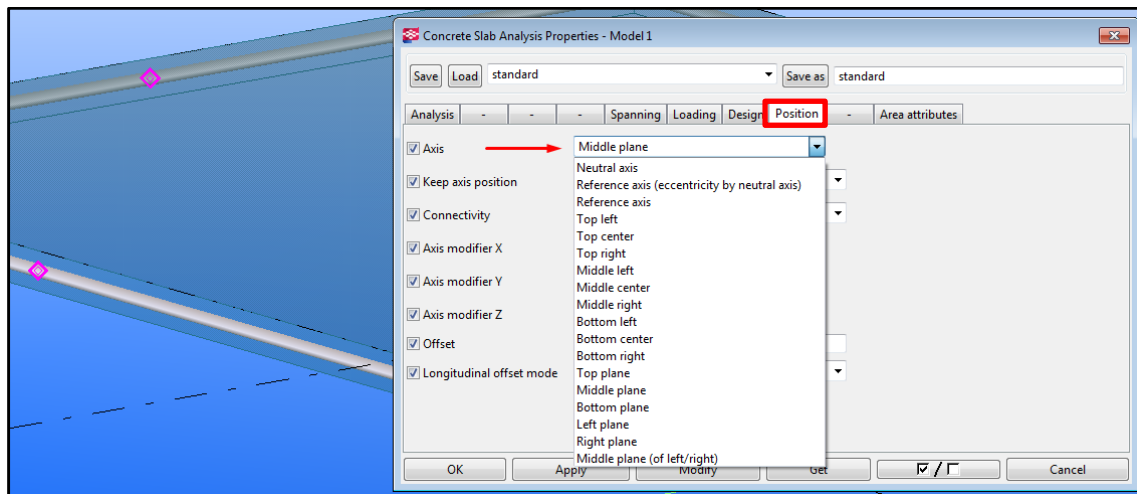 Concrete Slab Analysis Properties - Model 1
Save Load standard Save as standard
Analysis - - - Spanning Loading Design Position - Area attributes
Axis Middle plane
Neutral axis
Keep axis position Reference axis (eccentricity by neutral axis)
Reference axis
Connectivity Top left
Top center
Axis modifier X Top right
Middle left
Axis modifier Y Middle center
Middle right
Axis modifier Z Bottom left
Offset Bottom center
Bottom right
Longitudinal offset mode Top plane
Middle plane
Bottom plane
Left plane
Right plane
Middle plane (of left/right)
OK Apply Modify Get / Cancel